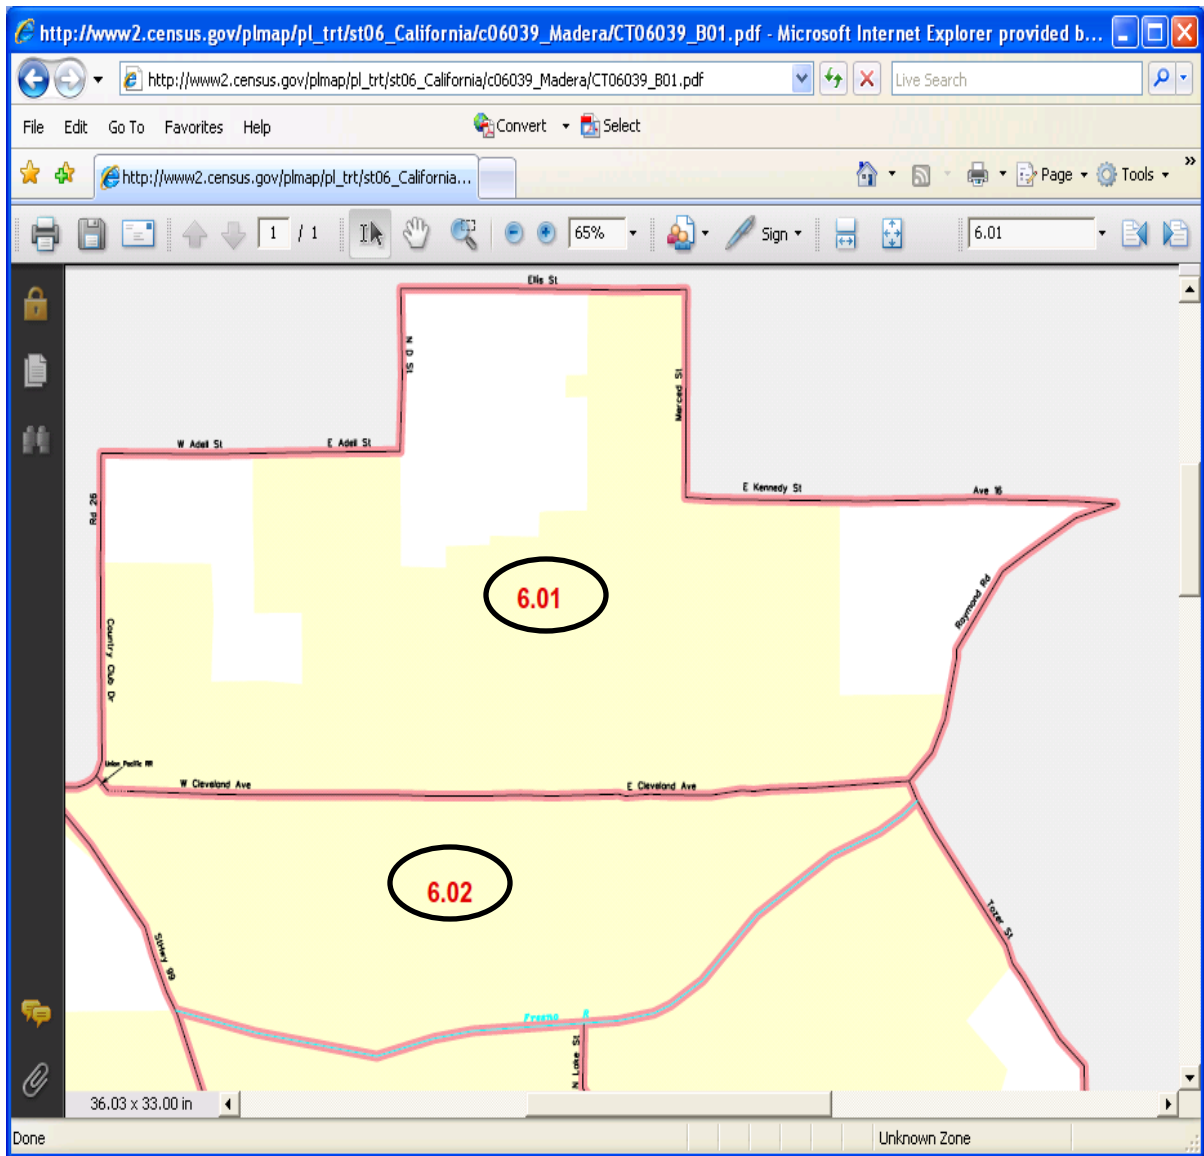 http://www2.census.gov/plmap/pl_trt/st06_California/c06039_Madera/CT06039_B01.pdf - Microsoft Internet Explorer provided b...
http://www2.census.gov/plmap/pl_trt/st06_California/c06039_Madera/CT06039_B01.pdf
Live Search
File Edit Go To Favorites Help
Convert Select
http://www2.census.gov/plmap/pl_trt/st06_California...
Page Tools »
1 / 1
65%
Sign
6.01
Ellis St
N D St
Merced St
W Adell St
E Adell St
E Kennedy St
Ave 16
Rd 26
6.01
Raymond Rd
Country Club Dr
Union Pacific RR
W Cleveland Ave
E Cleveland Ave
6.02
Tozer St
StHwy 99
Fresno R
N Lake St
36.03 x 33.00 in
Done
Unknown Zone